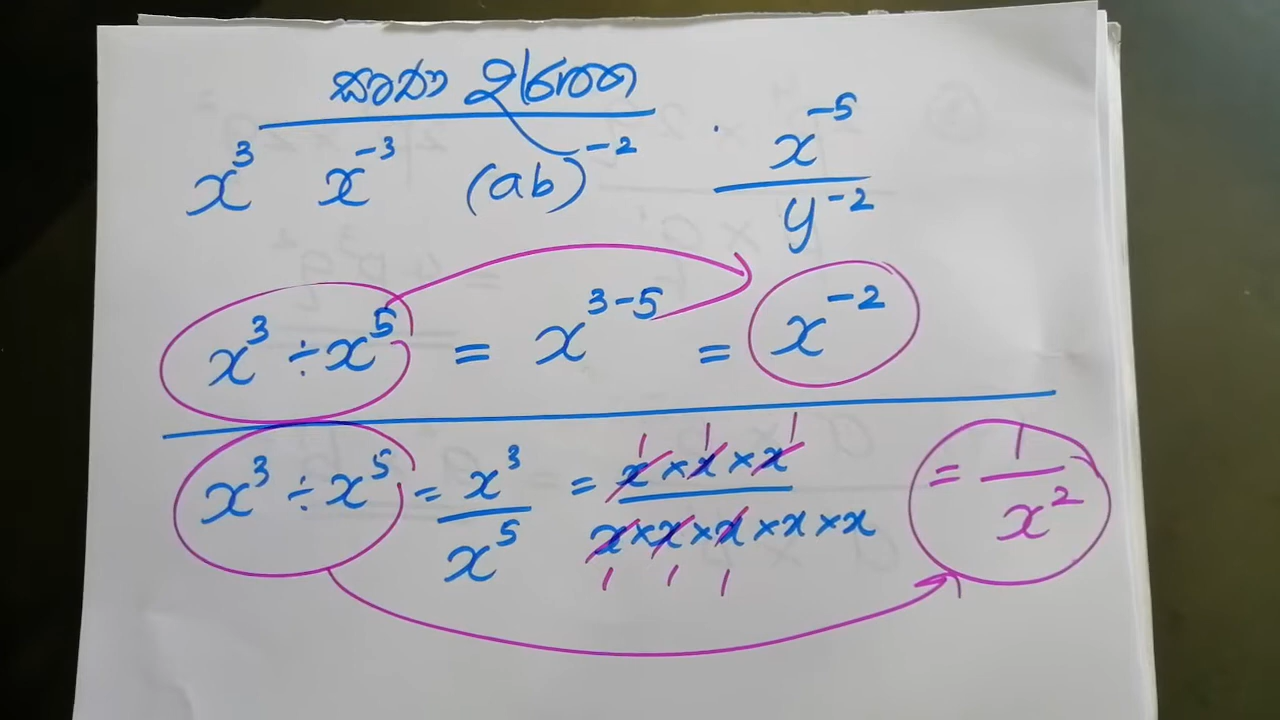 සෘණ දර්ශක
x³ x⁻³ (ab)⁻² x⁻⁵/y⁻²
x³ ÷ x⁵ = x³⁻⁵ = x⁻²
x³ ÷ x⁵ = x³/x⁵ = x × x × x / x × x × x × x × x = 1/x²